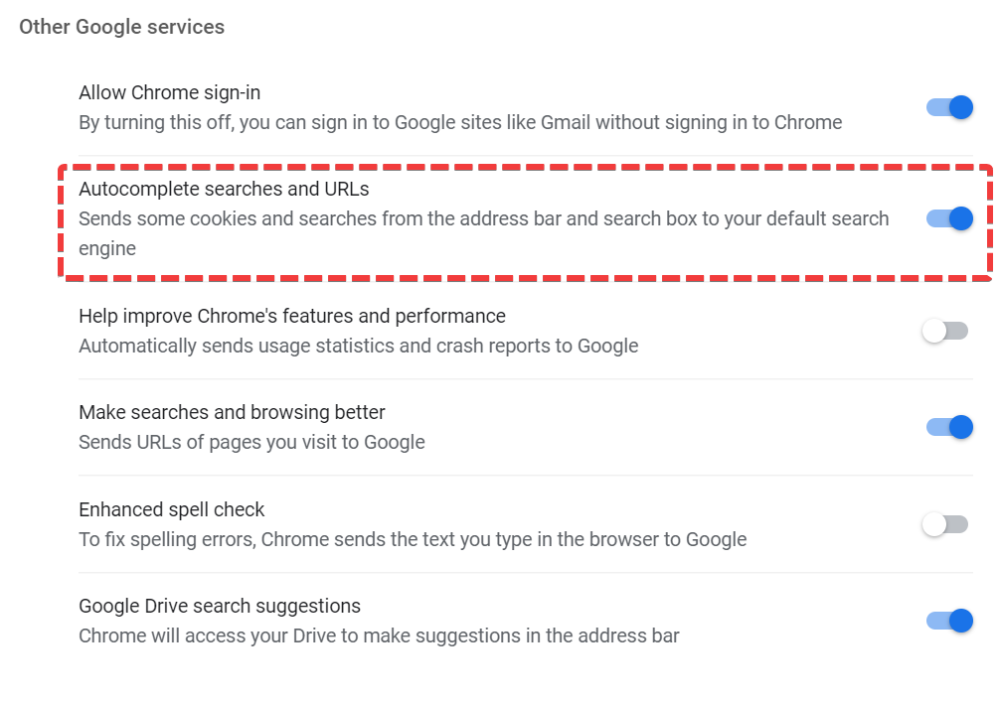 Other Google services
Allow Chrome sign-in
By turning this off, you can sign in to Google sites like Gmail without signing in to Chrome
Autocomplete searches and URLs
Sends some cookies and searches from the address bar and search box to your default search
engine
Help improve Chrome's features and performance
Automatically sends usage statistics and crash reports to Google
Make searches and browsing better
Sends URLs of pages you visit to Google
Enhanced spell check
To fix spelling errors, Chrome sends the text you type in the browser to Google
Google Drive search suggestions
Chrome will access your Drive to make suggestions in the address bar